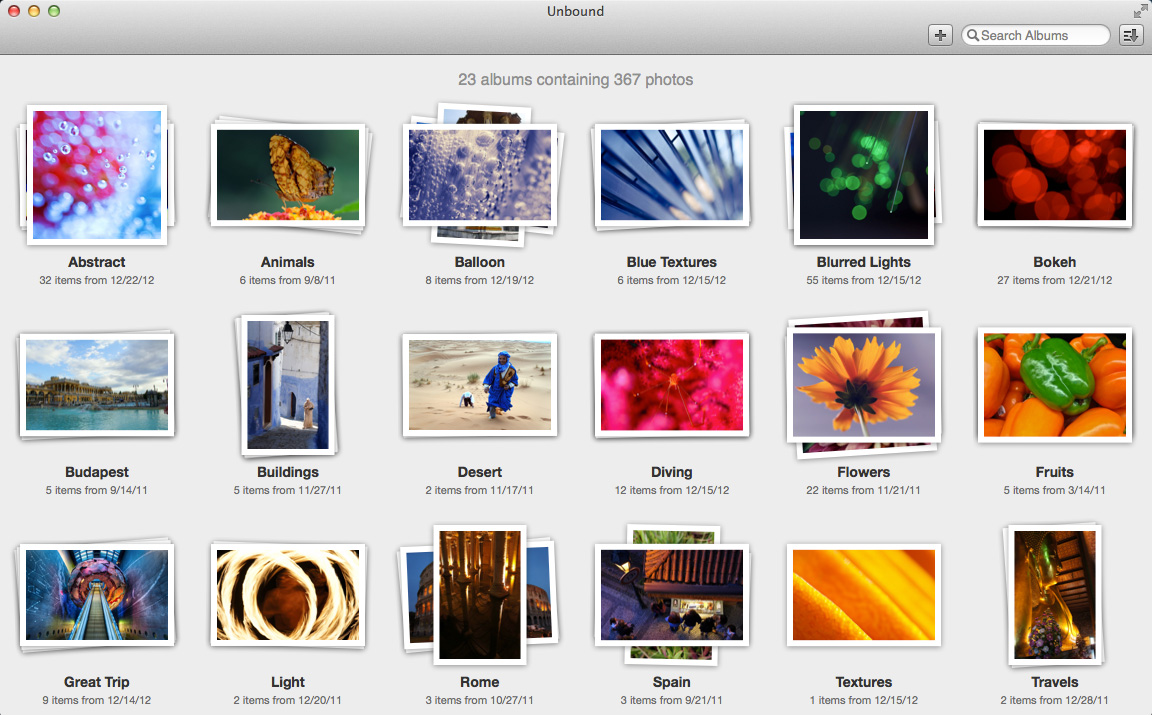 Unbound
Search Albums
23 albums containing 367 photos
Abstract
32 items from 12/22/12
Animals
6 items from 9/8/11
Balloon
8 items from 12/19/12
Blue Textures
6 items from 12/15/12
Blurred Lights
55 items from 12/15/12
Bokeh
27 items from 12/21/12
Budapest
5 items from 9/14/11
Buildings
5 items from 11/27/11
Desert
2 items from 11/17/11
Diving
12 items from 12/15/12
Flowers
22 items from 11/21/11
Fruits
5 items from 3/14/11
Great Trip
9 items from 12/14/12
Light
2 items from 12/20/11
Rome
3 items from 10/27/11
Spain
3 items from 9/21/11
Textures
1 items from 12/15/12
Travels
2 items from 12/28/11